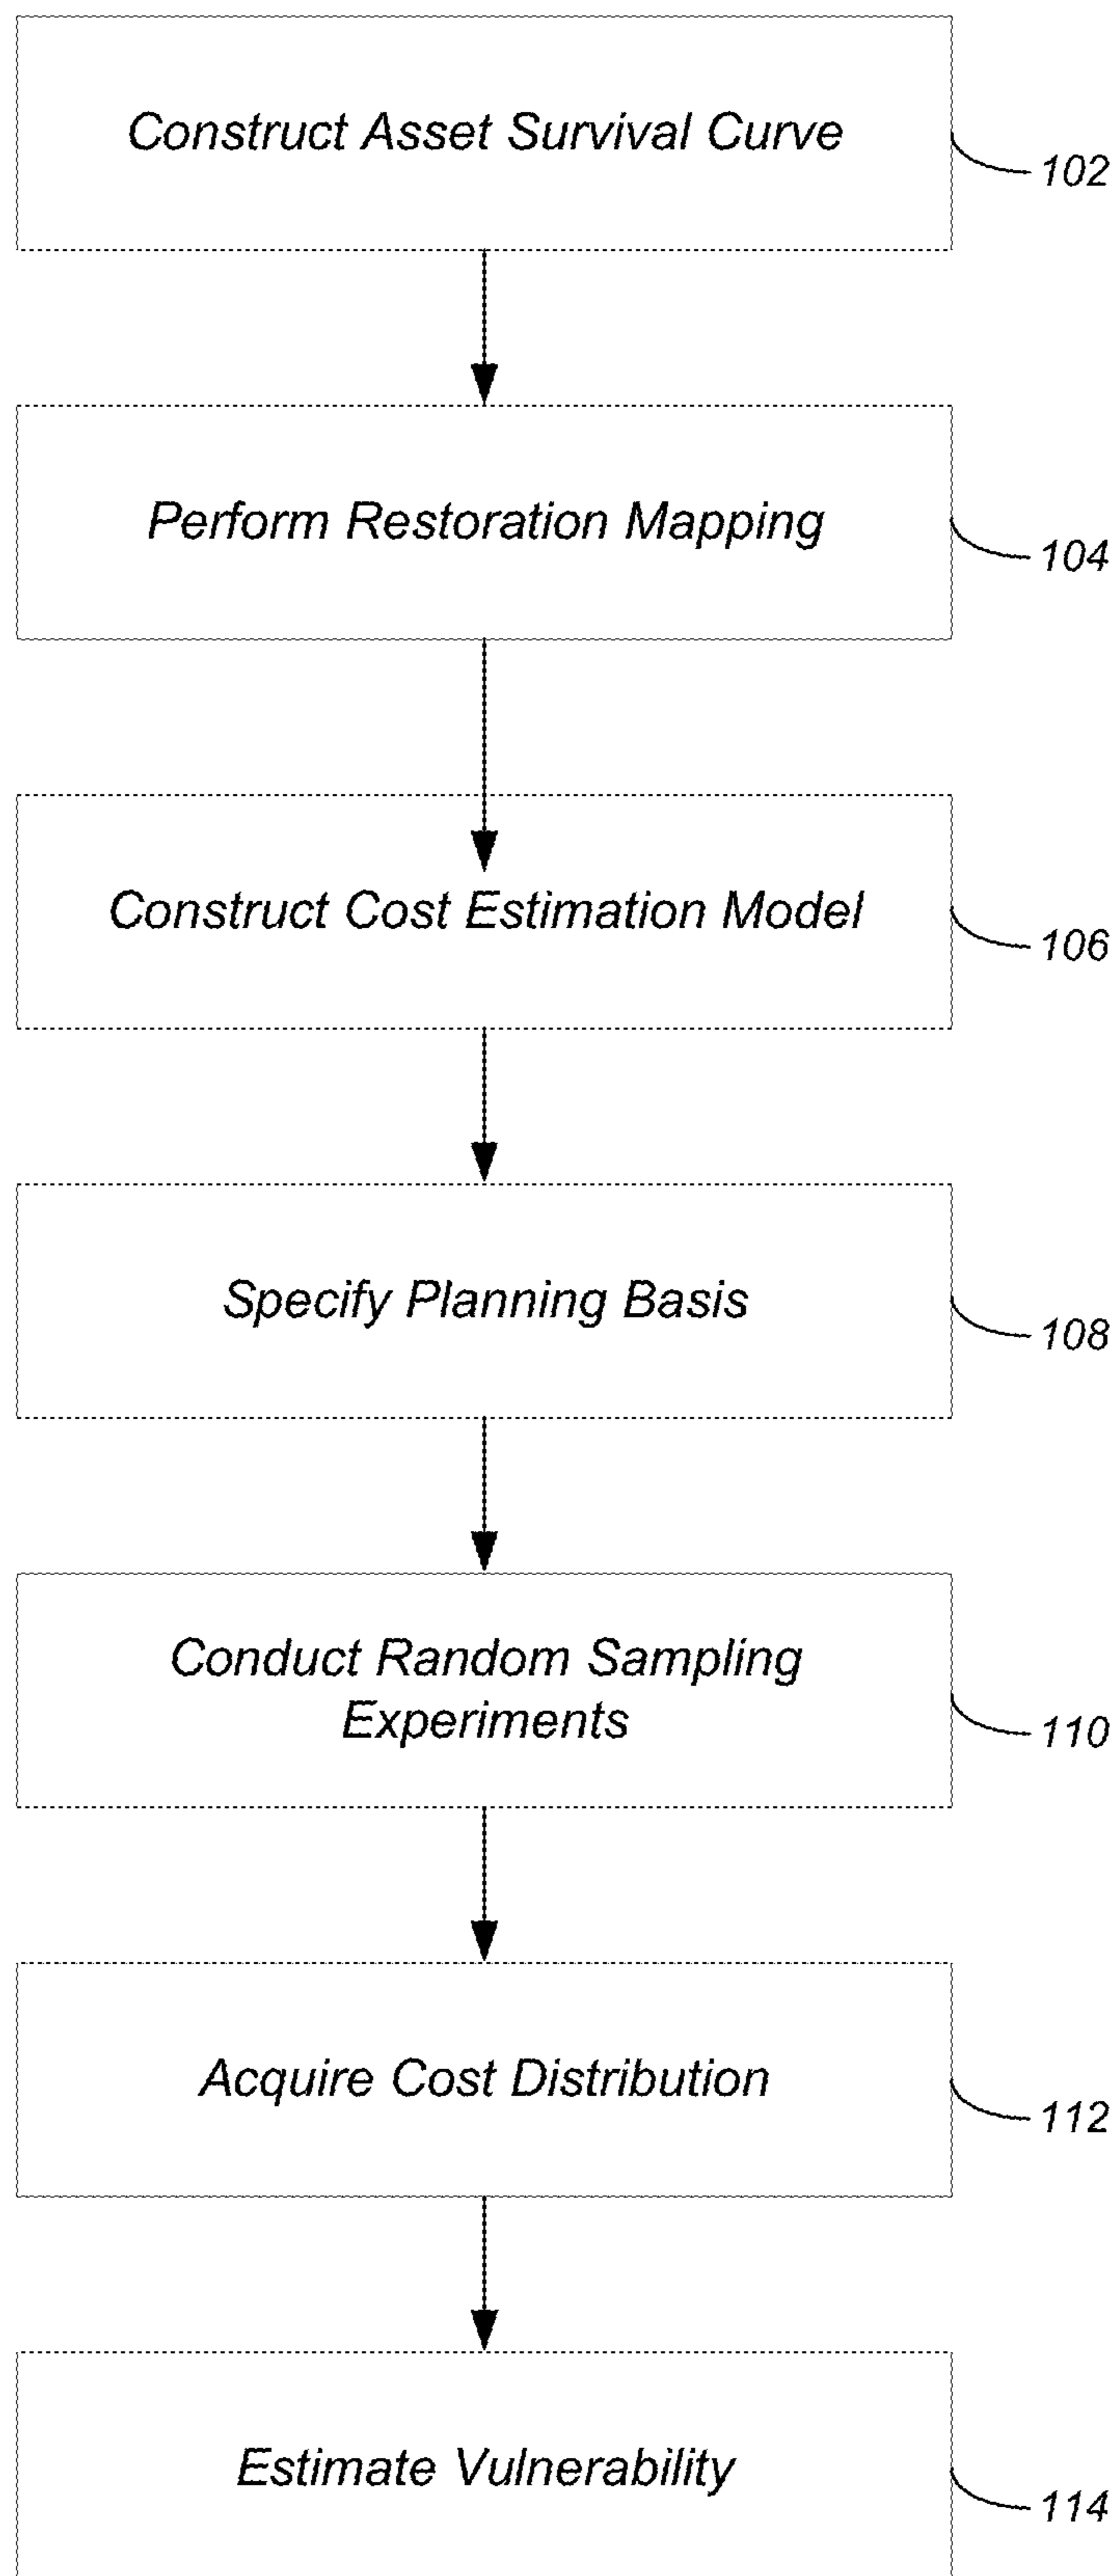 Construct Asset Survival Curve
102
Perform Restoration Mapping
104
Construct Cost Estimation Model
106
Specify Planning Basis
108
Conduct Random Sampling
Experiments
110
Acquire Cost Distribution
112
Estimate Vulnerability
114